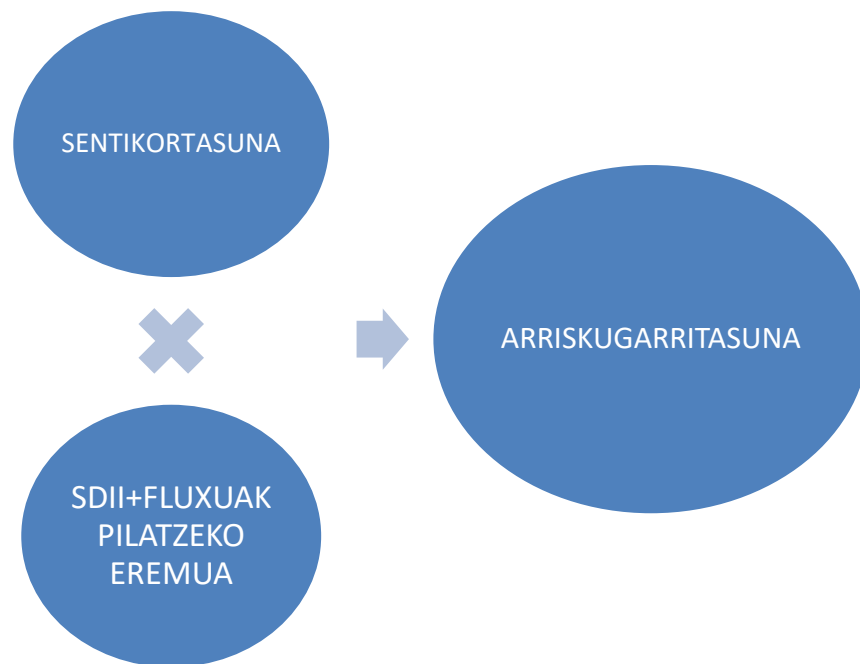 SENTIKORTASUNA
ARRISKUGARRITASUNA
SDII+FLUXUAK
PILATZEKO
EREMUA